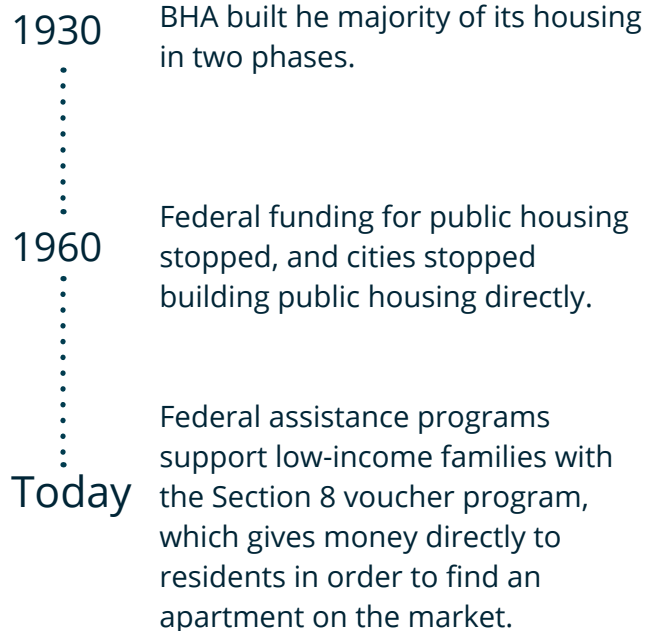 1930
BHA built he majority of its housing
in two phases.
1960
Federal funding for public housing
stopped, and cities stopped
building public housing directly.
Today
Federal assistance programs
support low-income families with
the Section 8 voucher program,
which gives money directly to
residents in order to find an
apartment on the market.